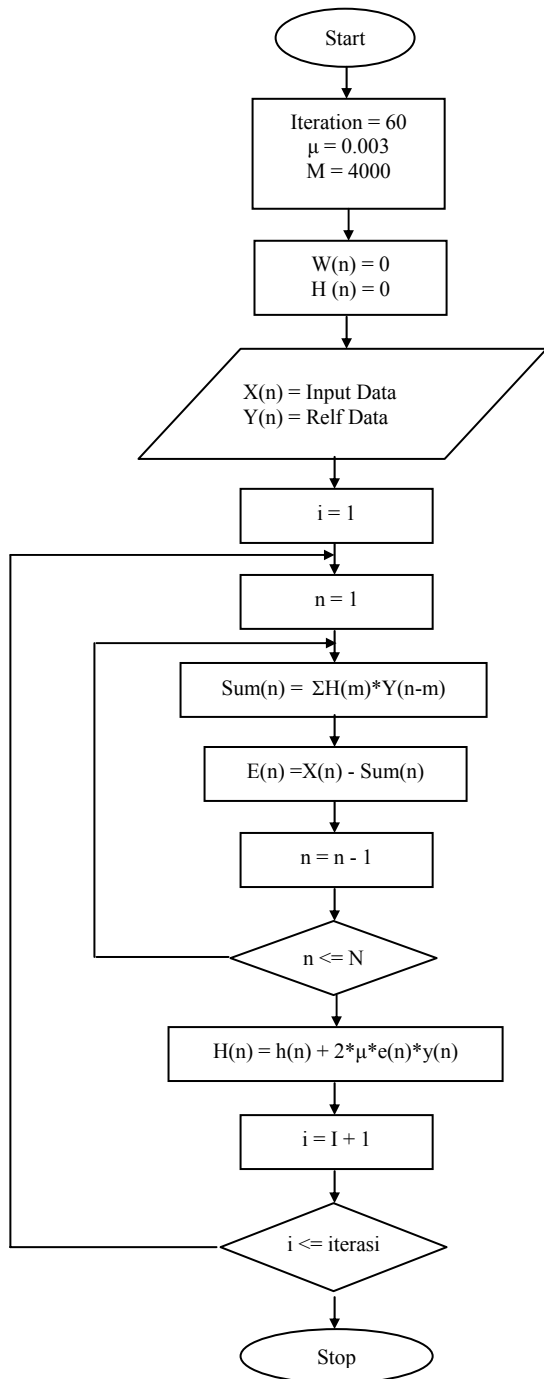 Start
Iteration = 60
μ = 0.003
M = 4000
W(n) = 0
H (n) = 0
X(n) = Input Data
Y(n) = Relf Data
i = 1
n = 1
Sum(n) = ΣH(m)*Y(n-m)
E(n) =X(n) - Sum(n)
n = n - 1
n <= N
H(n) = h(n) + 2*μ*e(n)*y(n)
i = I + 1
i <= iterasi
Stop